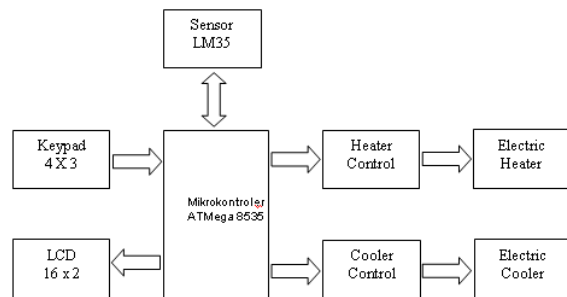 Sensor
LM35
Keypad
4 X 3
Mikrokontroler
ATMega 8535
Heater
Control
Electric
Heater
LCD
16 x 2
Cooler
Control
Electric
Cooler